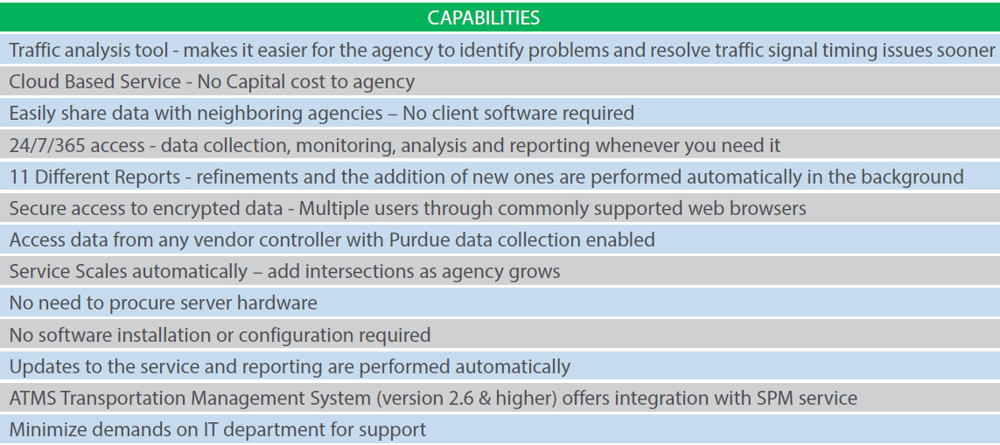 CAPABILITIES
Traffic analysis tool - makes it easier for the agency to identify problems and resolve traffic signal timing issues sooner
Cloud Based Service - No Capital cost to agency
Easily share data with neighboring agencies – No client software required
24/7/365 access - data collection, monitoring, analysis and reporting whenever you need it
11 Different Reports - refinements and the addition of new ones are performed automatically in the background
Secure access to encrypted data - Multiple users through commonly supported web browsers
Access data from any vendor controller with Purdue data collection enabled
Service Scales automatically – add intersections as agency grows
No need to procure server hardware
No software installation or configuration required
Updates to the service and reporting are performed automatically
ATMS Transportation Management System (version 2.6 & higher) offers integration with SPM service
Minimize demands on IT department for support